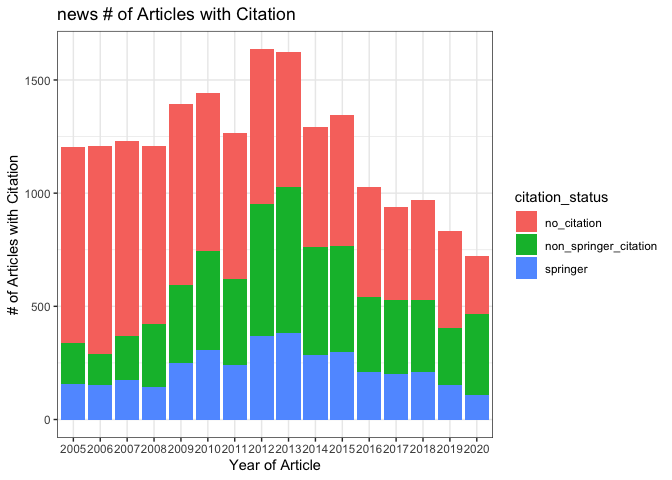 news # of Articles with Citation
# of Articles with Citation
1500
1000
500
0
2005 2006 2007 2008 2009 2010 2011 2012 2013 2014 2015 2016 2017 2018 2019 2020
Year of Article
citation_status
no_citation
non_springer_citation
springer